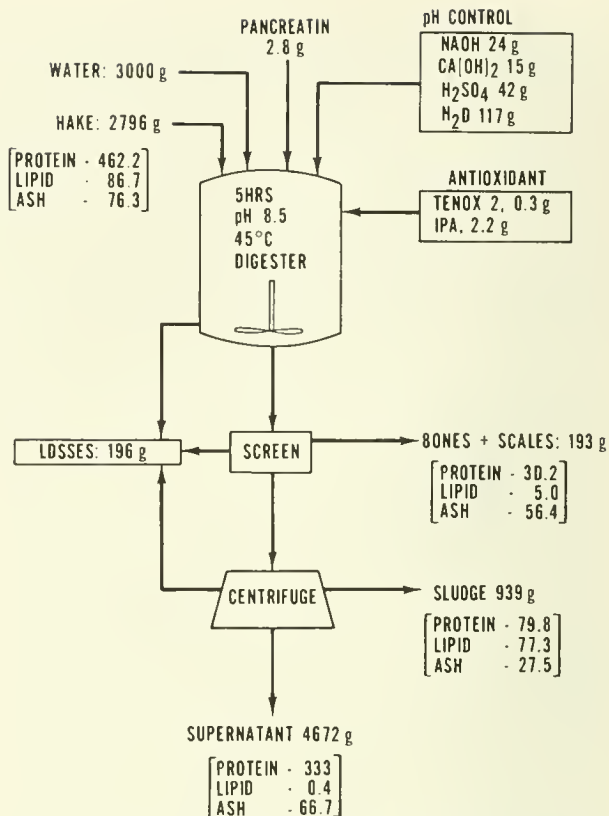 PANCREATIN
2.8 g
pH CONTROL
NAOH 24 g
CA(OH)2 15 g
H2SO4 42 g
H2D 117 g
WATER: 3000 g
HAKE: 2796 g
PROTEIN - 462.2
LIPID - 86.7
ASH - 76.3
ANTIOXIDANT
TENOX 2, 0.3 g
IPA, 2.2 g
5HRS
pH 8.5
45°C
DIGESTER
LOSSES: 196 g
SCREEN
BONES + SCALES: 193 g
PROTEIN - 30.2
LIPID - 5.0
ASH - 56.4
CENTRIFUGE
SLUDGE 939 g
PROTEIN - 79.8
LIPID - 77.3
ASH - 27.5
SUPERNATANT 4672 g
PROTEIN - 333
LIPID - 0.4
ASH - 66.7